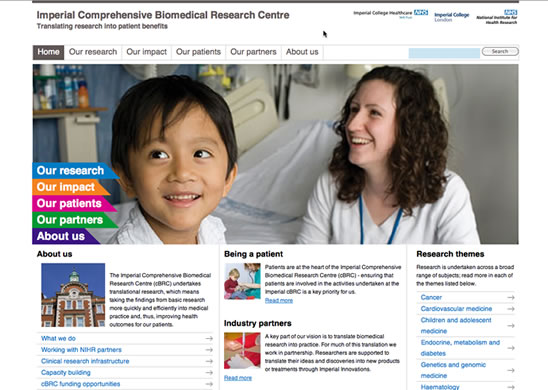 Imperial Comprehensive Biomedical Research Centre
Translating research into patient benefits
Imperial College Healthcare NHS
NHS Trust
Imperial College
London
NHS
National Institute for
Health Research
Home
Our research
Our impact
Our patients
Our partners
About us
Search
Our research
Our impact
Our patients
Our partners
About us
About us
The Imperial Comprehensive Biomedical
Research Centre (cBRC) undertakes
translational research, which means
taking the findings from basic research
more quickly and efficiently into medical
practice and, thus, improving health
outcomes for our patients.
What we do
Working with NIHR partners
Clinical research infrastructure
Capacity building
cBRC funding opportunities
Being a patient
Patients are at the heart of the Imperial Comprehensive
Biomedical Research Centre (cBRC) - ensuring that
patients are involved in the activities undertaken at the
Imperial cBRC is a key priority for us.
Read more
Industry partners
A key part of our vision is to translate biomedical
research into practice. For much of this translation we
work in partnership. Researchers are supported to
translate their ideas and discoveries into new products
or treatments through Imperial Innovations.
Read more
Research themes
Research is undertaken across a broad
range of subjects; read more in each of
the themes listed below.
Cancer
Cardiovascular medicine
Children and adolescent
medicine
Endocrine, metabolism and
diabetes
Genetics and genomic
medicine
Haematology